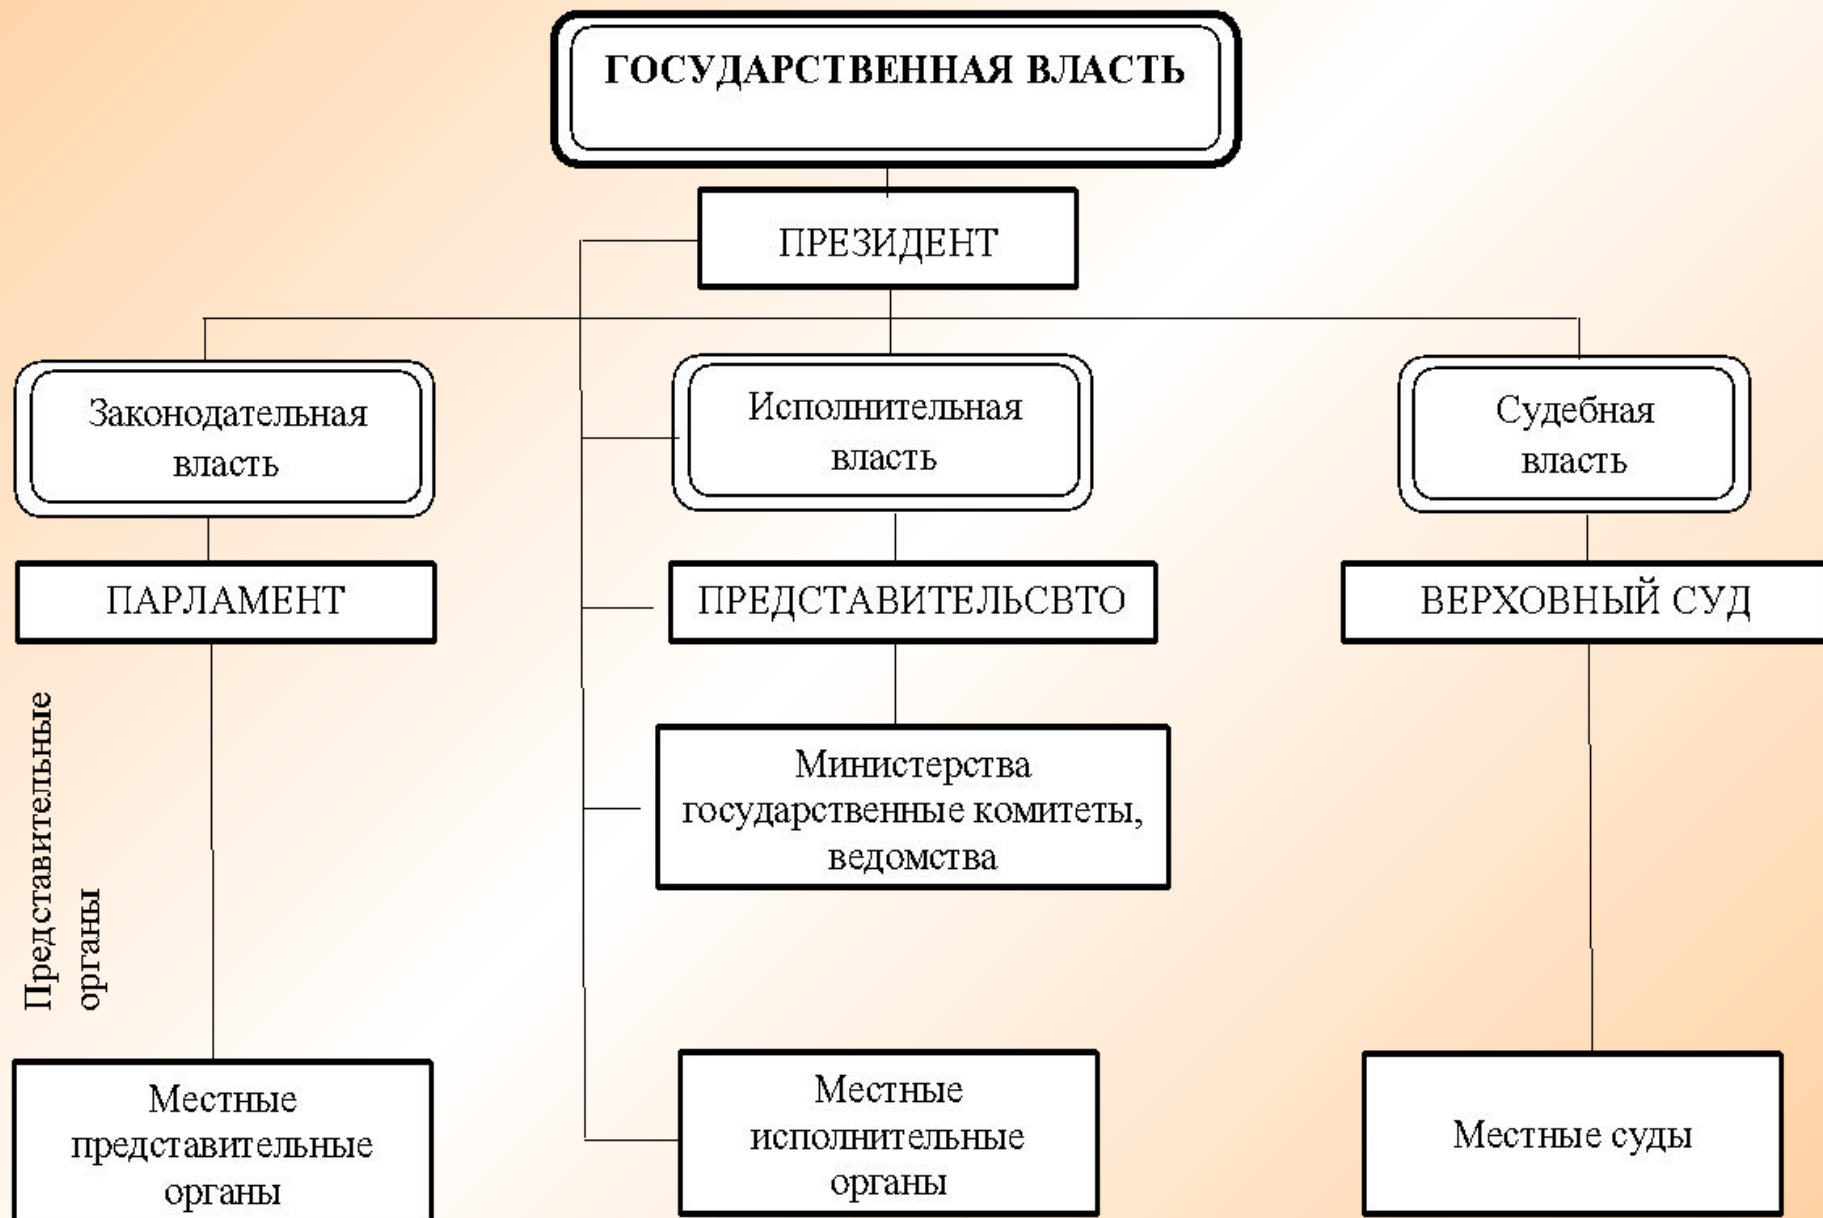 ГОСУДАРСТВЕННАЯ ВЛАСТЬ
ПРЕЗИДЕНТ
Законодательная
власть
Исполнительная
власть
Судебная
власть
ПАРЛАМЕНТ
ПРЕДСТАВИТЕЛЬСВТО
ВЕРХОВНЫЙ СУД
Представительные
органы
Министерства
государственные комитеты,
ведомства
Местные
представительные
органы
Местные
исполнительные
органы
Местные суды